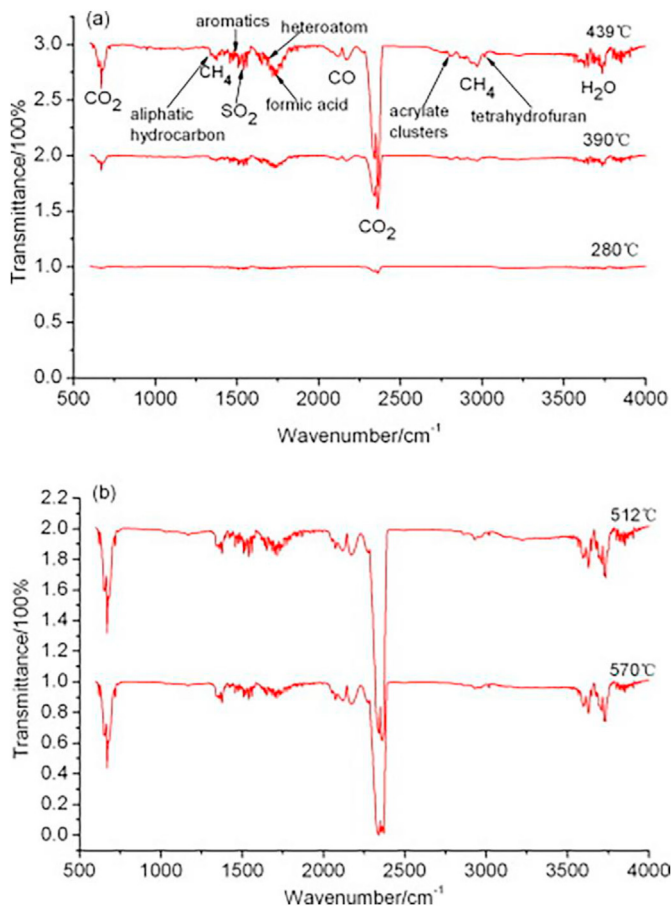 (a)
aromatics
heteroatom
439℃
3.0
CH4
CO
CO2
SO2
formic acid
aliphatic
hydrocarbon
acrylate
clusters
CH4
tetrahydrofuran
H2O
2.5
390℃
2.0
1.5
CO2
280℃
1.0
0.5
0.0
Transmittance/100%
500 1000 1500 2000 2500 3000 3500 4000
Wavenumber/cm-1
(b)
2.2
512℃
2.0
1.8
1.6
1.4
1.2
570℃
1.0
0.8
0.6
0.4
0.2
0.0
Transmittance/100%
500 1000 1500 2000 2500 3000 3500 4000
Wavenumber/cm-1